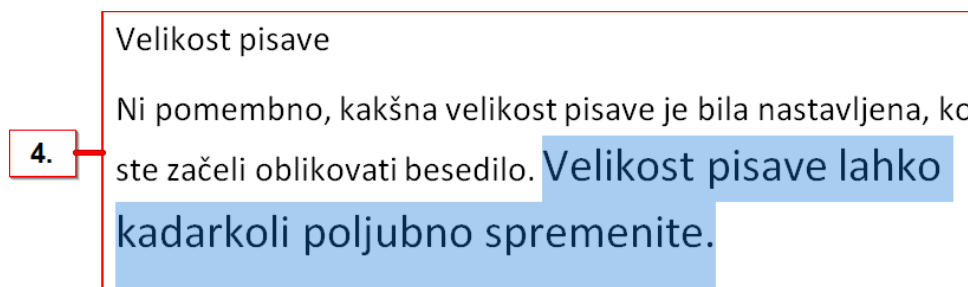 Velikost pisave
Ni pomembno, kakšna velikost pisave je bila nastavljena, ko
4.
ste začeli oblikovati besedilo. Velikost pisave lahko
kadarkoli poljubno spremenite.